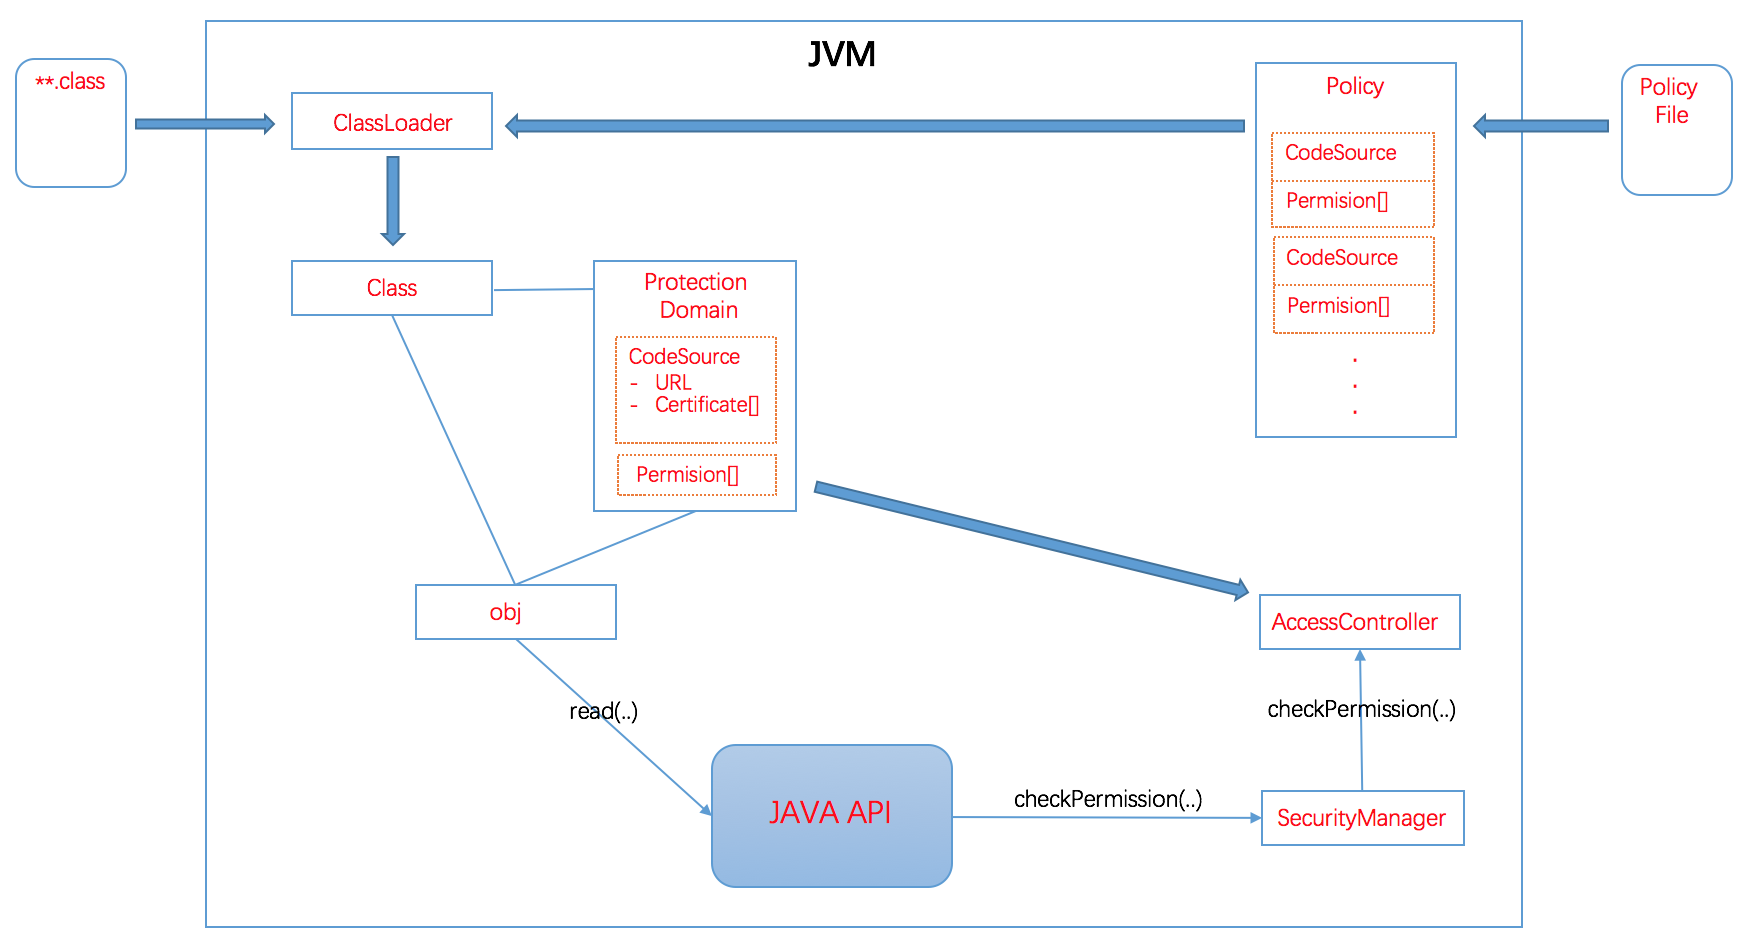 JVM
**.class
ClassLoader
Policy
CodeSource
Permision[]
CodeSource
Permision[]
.
.
.
Policy
File
Class
Protection
Domain
CodeSource
- URL
- Certificate[]
Permision[]
obj
AccessController
read(..)
checkPermission(..)
JAVA API
checkPermission(..)
SecurityManager